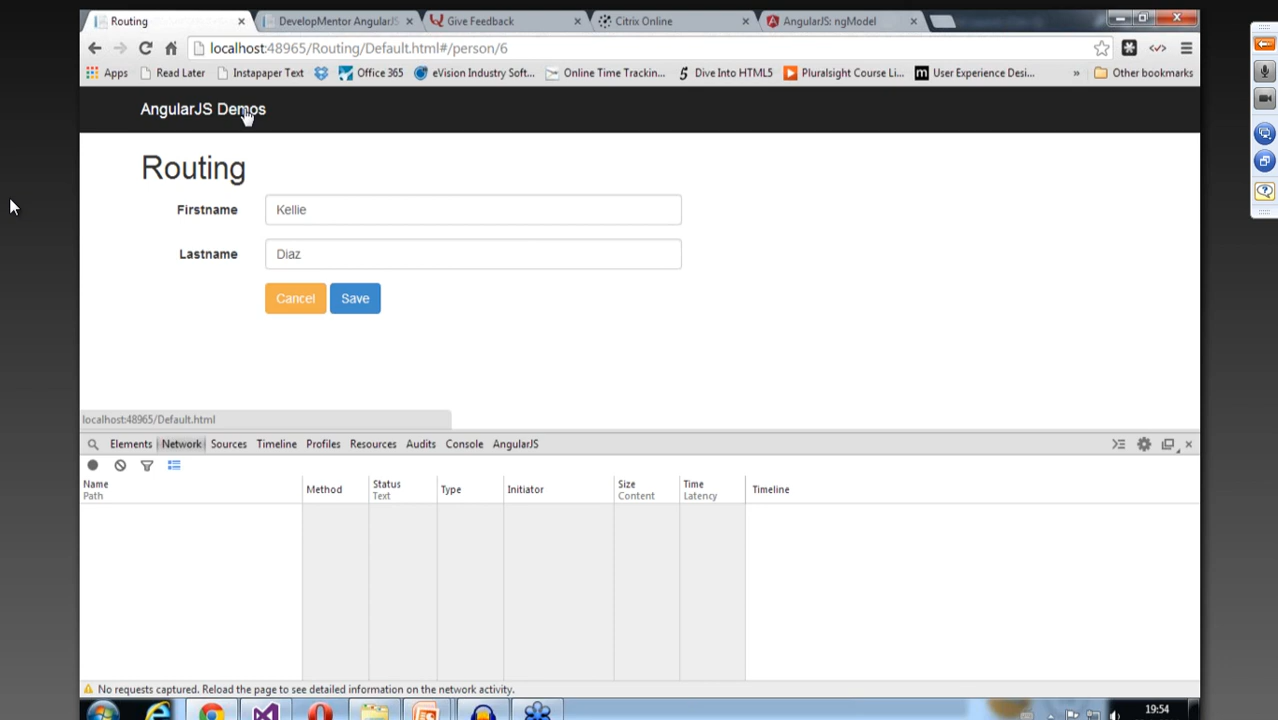 Routing
DevelopMentor AngularJS
Give Feedback
Citrix Online
AngularJS: ngModel
localhost:48965/Routing/Default.html#/person/6
Apps
Read Later
Instapaper Text
Office 365
eVision Industry Soft...
Online Time Trackin...
Dive Into HTML5
Pluralsight Course Li...
User Experience Desi...
»
Other bookmarks
AngularJS Demos
Routing
Firstname
Kellie
Lastname
Diaz
Cancel
Save
localhost:48965/Default.html
Elements
Network
Sources
Timeline
Profiles
Resources
Audits
Console
AngularJS
Name
Path
Method
Status
Text
Type
Initiator
Size
Content
Time
Latency
Timeline
No requests captured. Reload the page to see detailed information on the network activity.
19:54